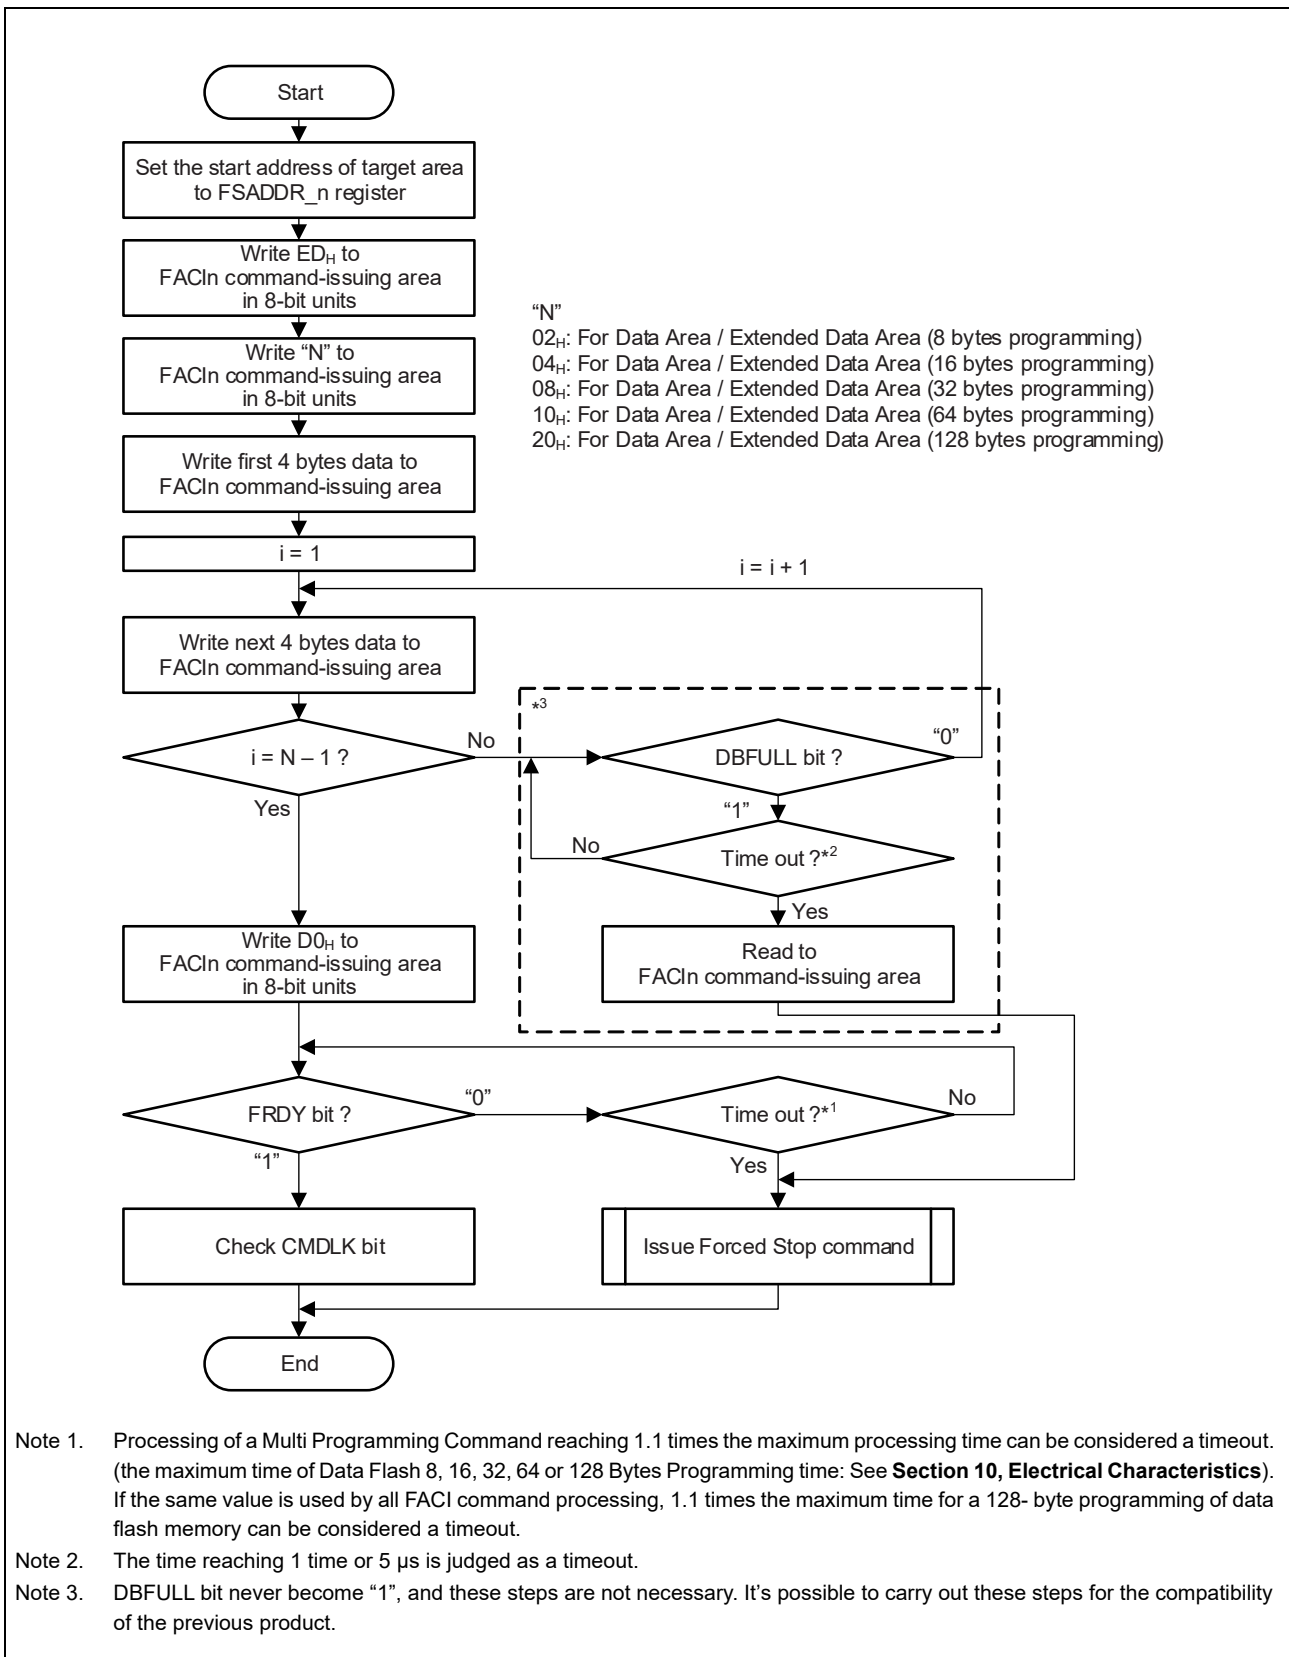 Start
Set the start address of target area
to FSADDR_n register
Write EDH to
FACIn command-issuing area
in 8-bit units
Write “N” to
FACIn command-issuing area
in 8-bit units
“N”
02H: For Data Area / Extended Data Area (8 bytes programming)
04H: For Data Area / Extended Data Area (16 bytes programming)
08H: For Data Area / Extended Data Area (32 bytes programming)
10H: For Data Area / Extended Data Area (64 bytes programming)
20H: For Data Area / Extended Data Area (128 bytes programming)
Write first 4 bytes data to
FACIn command-issuing area
i = 1
i = i + 1
Write next 4 bytes data to
FACIn command-issuing area
*3
i = N – 1 ?
No
Yes
DBFULL bit ?
“0”
“1”
Time out ?*2
No
Yes
Write D0H to
FACIn command-issuing area
in 8-bit units
Read to
FACIn command-issuing area
FRDY bit ?
“0”
“1”
Time out ?*1
No
Yes
Check CMDLK bit
Issue Forced Stop command
End
Note 1. Processing of a Multi Programming Command reaching 1.1 times the maximum processing time can be considered a timeout.
(the maximum time of Data Flash 8, 16, 32, 64 or 128 Bytes Programming time: See Section 10, Electrical Characteristics).
If the same value is used by all FACI command processing, 1.1 times the maximum time for a 128- byte programming of data
flash memory can be considered a timeout.
Note 2. The time reaching 1 time or 5 µs is judged as a timeout.
Note 3. DBFULL bit never become “1”, and these steps are not necessary. It’s possible to carry out these steps for the compatibility
of the previous product.